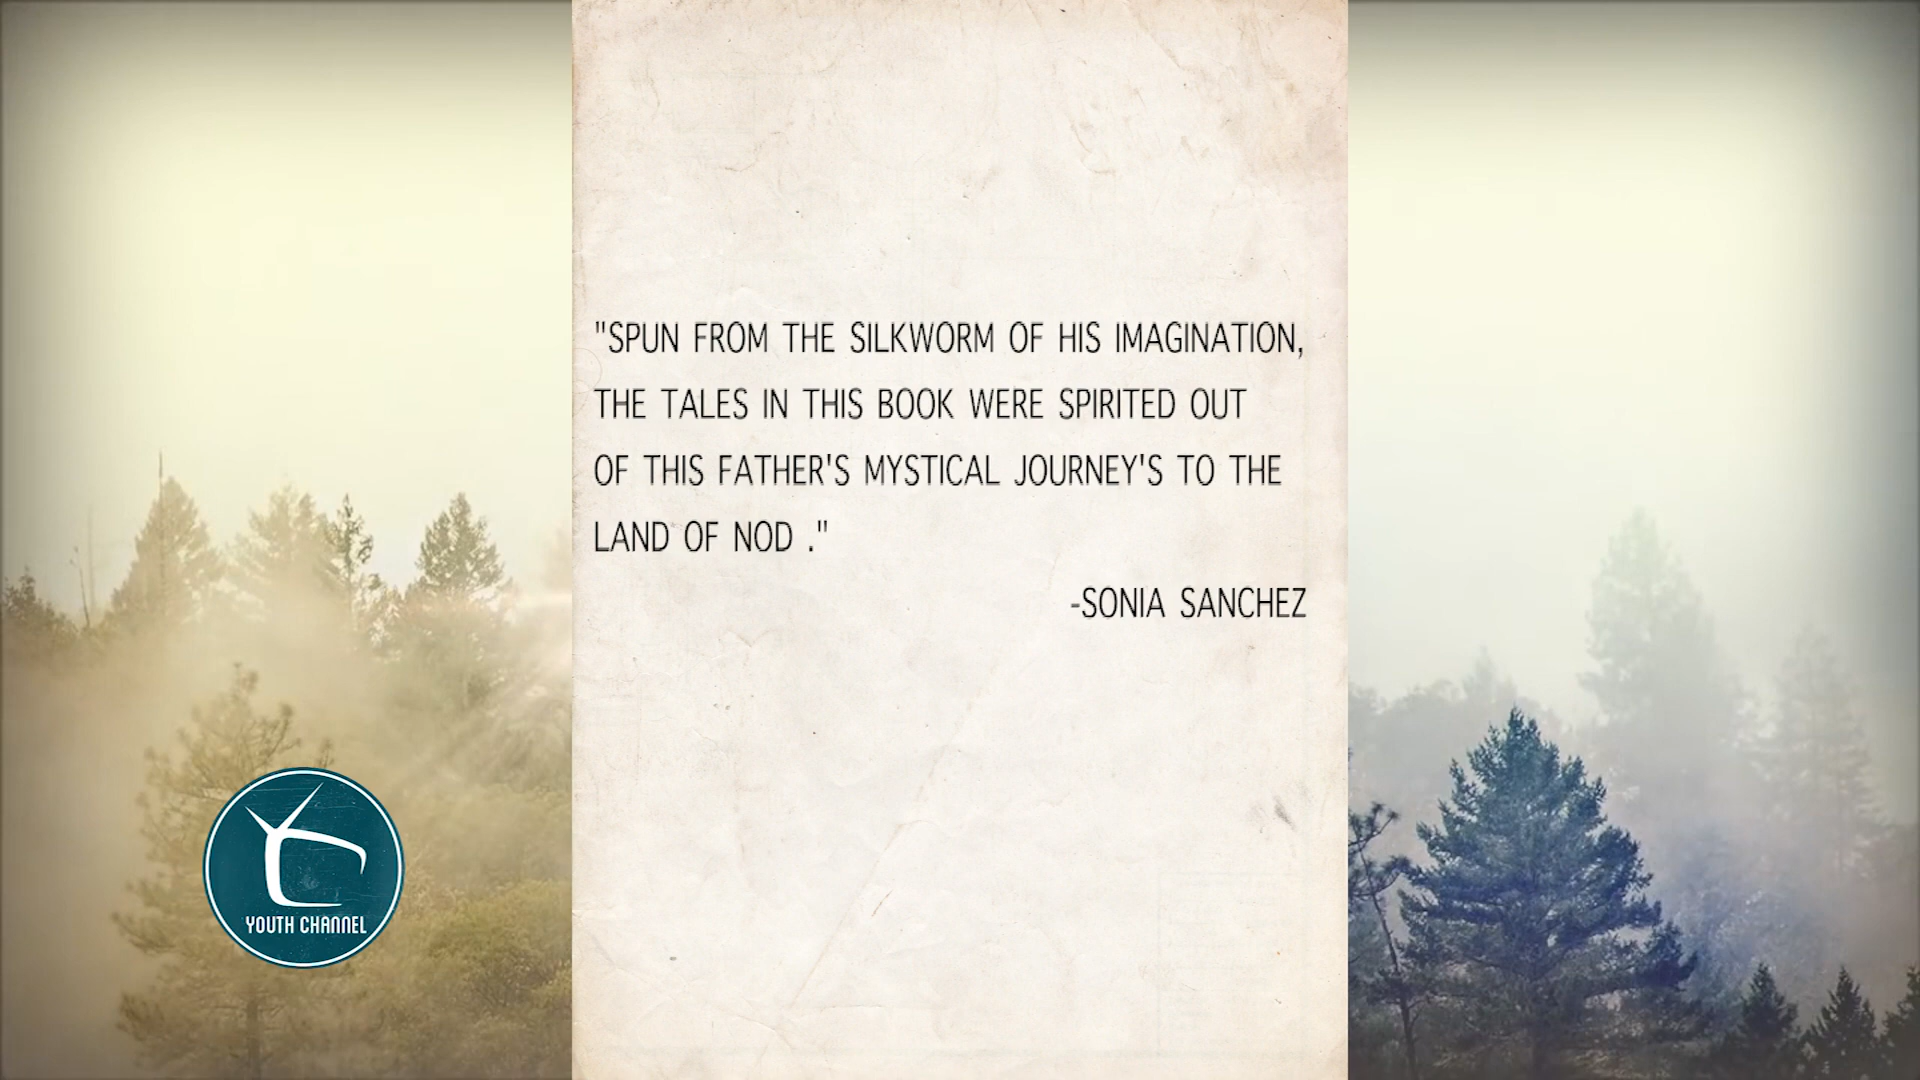 "SPUN FROM THE SILKWORM OF HIS IMAGINATION,
THE TALES IN THIS BOOK WERE SPIRITED OUT
OF THIS FATHER'S MYSTICAL JOURNEY'S TO THE
LAND OF NOD ."
-SONIA SANCHEZ
YOUTH CHANNEL